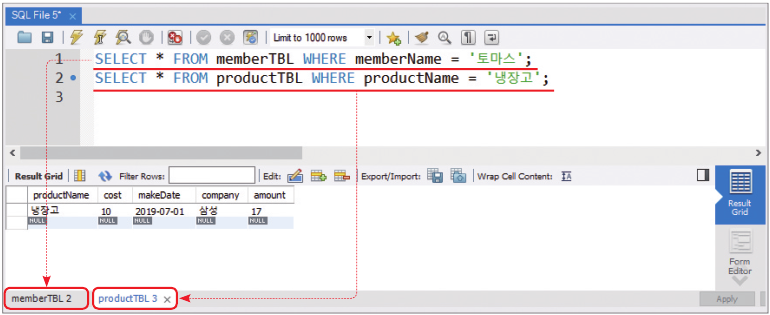 SQL File 5*
Limit to 1000 rows
1 SELECT * FROM memberTBL WHERE memberName = '토마스';
2 SELECT * FROM productTBL WHERE productName = '냉장고';
3
Result Grid Filter Rows: Edit: Export/Import: Wrap Cell Content:
productName cost makeDate company amount
냉장고 10 2019-07-01 삼성 17
NULL NULL NULL NULL NULL
Result
Grid
Form
Editor
memberTBL 2 productTBL 3 Apply